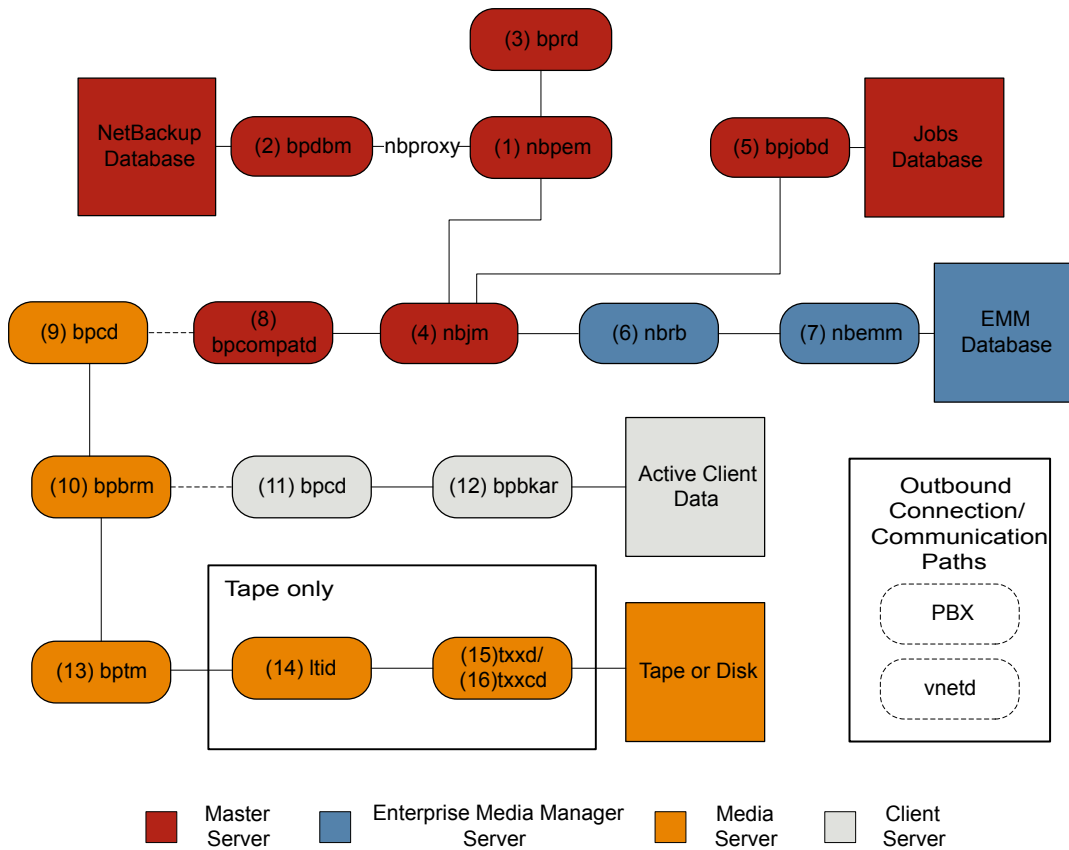 (3) bprd
NetBackup
Database
(2) bpdbm
nbproxy
(1) nbpem
(5) bpjobd
Jobs
Database
(9) bpcd
(8)
bpcompatd
(4) nbjm
(6) nbrb
(7) nbemm
EMM
Database
(10) bpbrm
(11) bpcd
(12) bpbkar
Active Client
Data
Outbound
Connection/
Communication
Paths
PBX
vnetd
Tape only
(13) bptm
(14) ltid
(15)txxd/
(16)txxcd
Tape or Disk
Master
Server
Enterprise Media Manager
Server
Media
Server
Client
Server